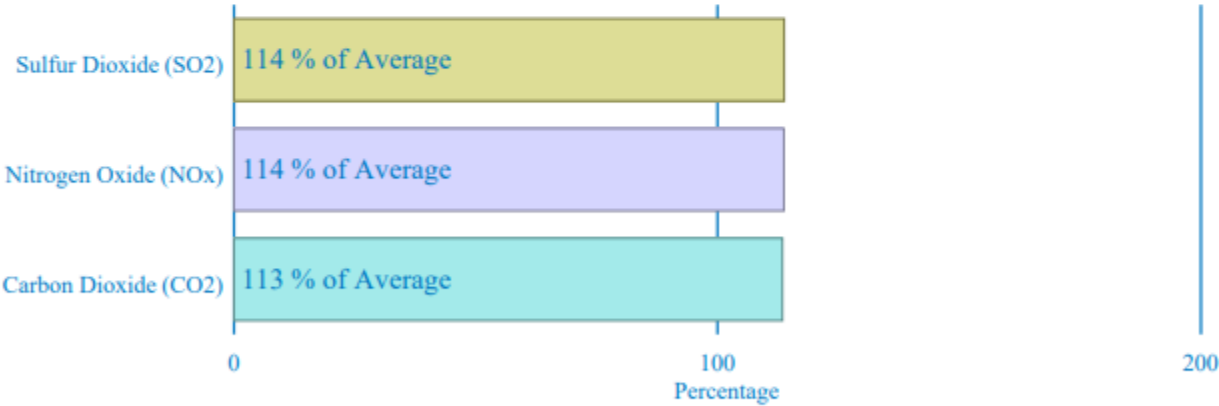 Sulfur Dioxide (SO2) 114 % of Average
Nitrogen Oxide (NOx) 114 % of Average
Carbon Dioxide (CO2) 113 % of Average
0 100 200
Percentage